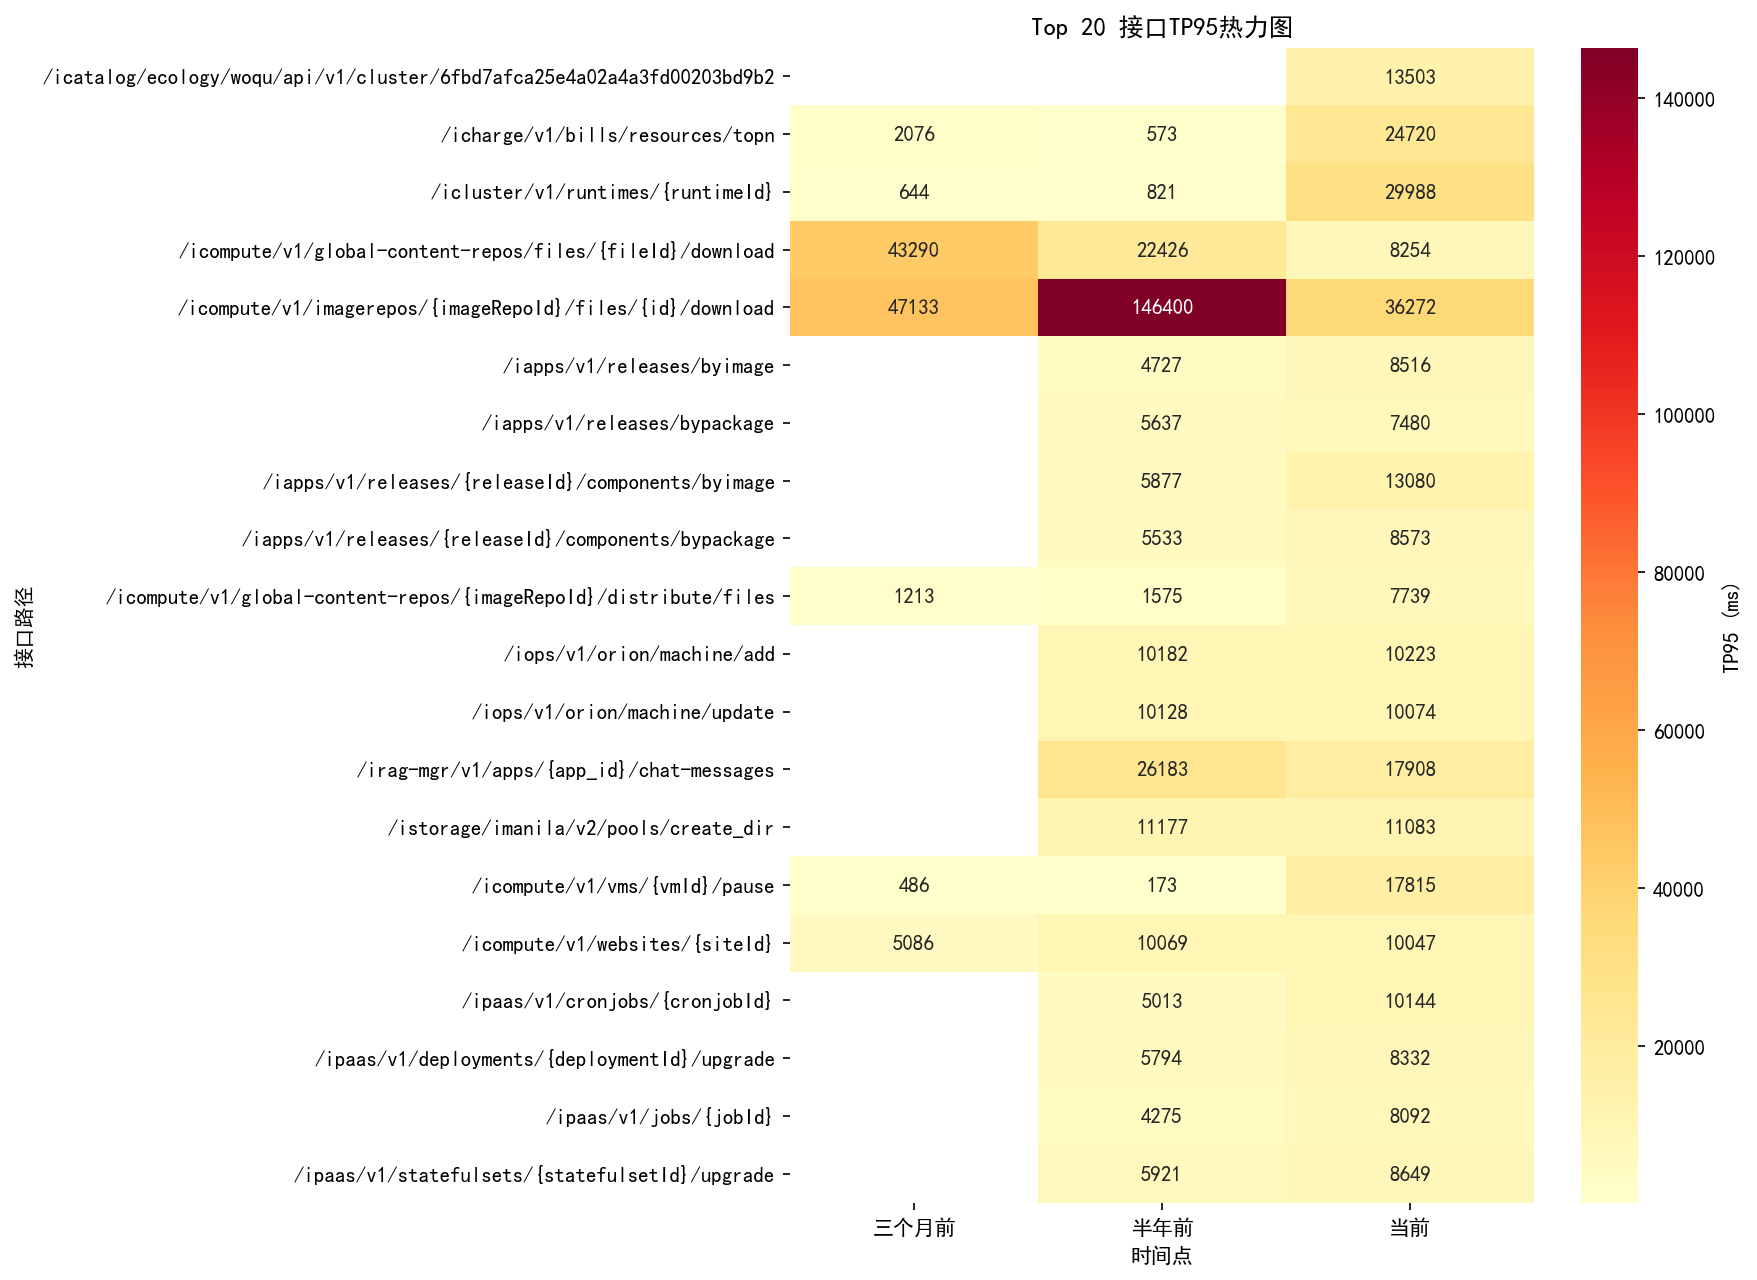 Top 20 接口TP95热力图
/icatalog/ecology/woqu/api/v1/cluster/6fbd7afca25e4a02a4a3fd00203bd9b2 13503
/icharge/v1/bills/resources/topn 2076 573 24720
/icluster/v1/runtimes/{runtimeId} 644 821 29988
/icompute/v1/global-content-repos/files/{fileId}/download 43290 22426 8254
/icompute/v1/imagerepos/{imageRepoId}/files/{id}/download 47133 146400 36272
/iapps/v1/releases/byimage 4727 8516
/iapps/v1/releases/bypackage 5637 7480
/iapps/v1/releases/{releaseId}/components/byimage 5877 13080
/iapps/v1/releases/{releaseId}/components/bypackage 5533 8573
/icompute/v1/global-content-repos/{imageRepoId}/distribute/files 1213 1575 7739
/iops/v1/orion/machine/add 10182 10223
/iops/v1/orion/machine/update 10128 10074
/irag-mgr/v1/apps/{app_id}/chat-messages 26183 17908
/istorage/imanila/v2/pools/create_dir 11177 11083
/icompute/v1/vms/{vmId}/pause 486 173 17815
/icompute/v1/websites/{siteId} 5086 10069 10047
/ipaas/v1/cronjobs/{cronjobId} 5013 10144
/ipaas/v1/deployments/{deploymentId}/upgrade 5794 8332
/ipaas/v1/jobs/{jobId} 4275 8092
/ipaas/v1/statefulsets/{statefulsetId}/upgrade 5921 8649
三个月前 半年前 当前
时间点
接口路径
140000
120000
100000
80000
60000
40000
20000
TP95 (ms)